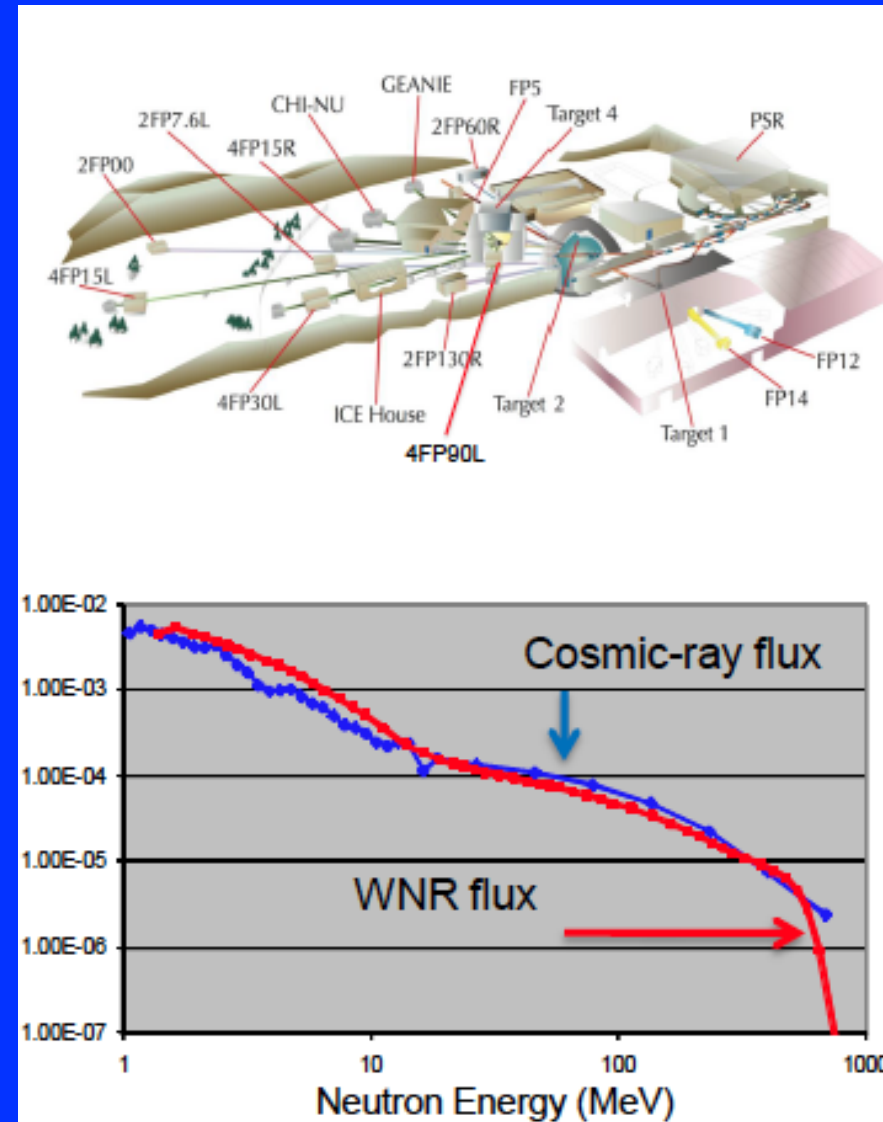 GEANIE
FP5
CHI-NU
2FP60R
Target 4
PSR
2FP7.6L
4FP15R
2FP00
4FP15L
2FP130R
FP12
4FP30L
ICE House
Target 2
FP14
Target 1
4FP90L
1.00E-02
Cosmic-ray flux
1.00E-03
1.00E-04
1.00E-05
WNR flux
1.00E-06
1.00E-07
1 10 100 1000
Neutron Energy (MeV)